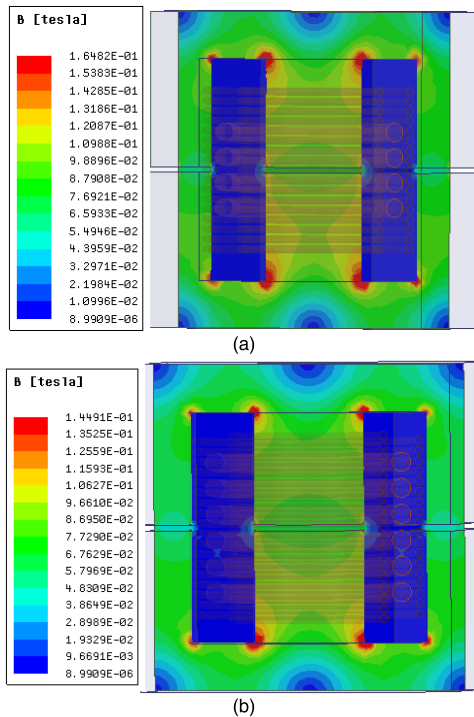 B [tesla]
1.6482E-01
1.5383E-01
1.4285E-01
1.3186E-01
1.2087E-01
1.0988E-01
9.8896E-02
8.7908E-02
7.6921E-02
6.5933E-02
5.4946E-02
4.3959E-02
3.2971E-02
2.1984E-02
1.0996E-02
8.9909E-06
(a)
B [tesla]
1.4491E-01
1.3525E-01
1.2559E-01
1.1593E-01
1.0627E-01
9.6610E-02
8.6950E-02
7.7290E-02
6.7629E-02
5.7969E-02
4.8309E-02
3.8649E-02
2.8989E-02
1.9329E-02
9.6691E-03
8.9909E-06
(b)